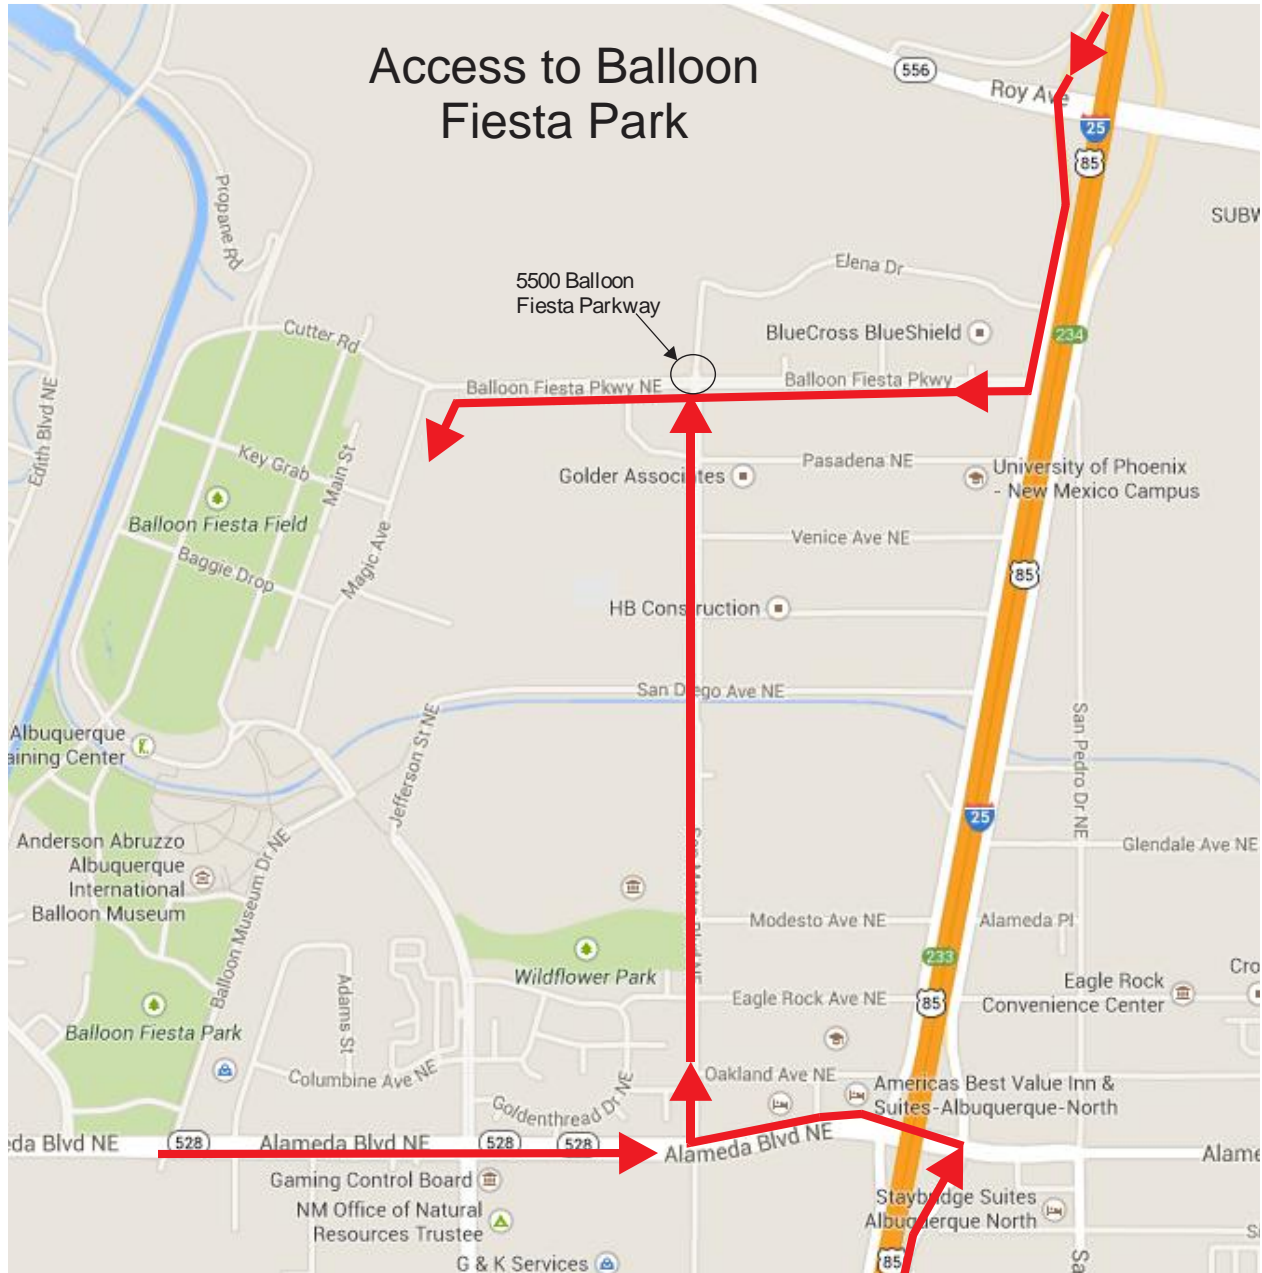 Access to Balloon
Fiesta Park
556
Roy Ave
25
85
SUBW
Propane Rd
Elena Dr
5500 Balloon
Fiesta Parkway
BlueCross BlueShield
234
Cutter Rd
Balloon Fiesta Pkwy NE
Balloon Fiesta Pkwy
Edith Blvd NE
Key Grab
Main St
Golder Associates
Pasadena NE
University of Phoenix
- New Mexico Campus
Balloon Fiesta Field
Venice Ave NE
Baggie Drop
Magic Ave
85
HB Construction
San Diego Ave NE
Albuquerque
aining Center
Jefferson St NE
San Pedro Dr NE
25
Glendale Ave NE
Anderson Abruzzo
Albuquerque
International
Balloon Museum
Balloon Museum Dr NE
Modesto Ave NE
Alameda Pl
233
Wildflower Park
Eagle Rock Ave NE
85
Eagle Rock
Convenience Center
Cro
Adams St
Balloon Fiesta Park
Columbine Ave NE
Oakland Ave NE
Americas Best Value Inn &
Suites-Albuquerque-North
Goldenthread Dr NE
eda Blvd NE
528
Alameda Blvd NE
528
528
Alameda Blvd NE
Alame
Gaming Control Board
NM Office of Natural
Resources Trustee
Staybridge Suites
Albuquerque North
G & K Services
85
Sa
S